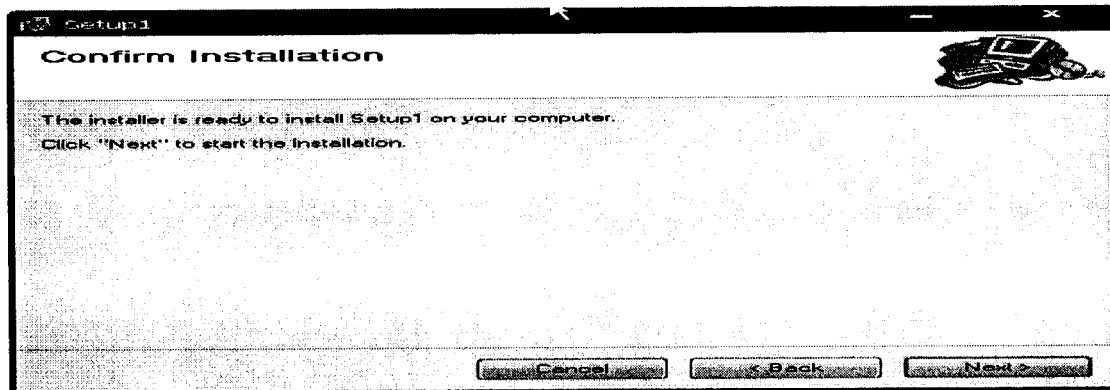 Setup1
Confirm Installation
The installer is ready to install Setup1 on your computer.
Click "Next" to start the installation.
Cancel
< Back
Next >